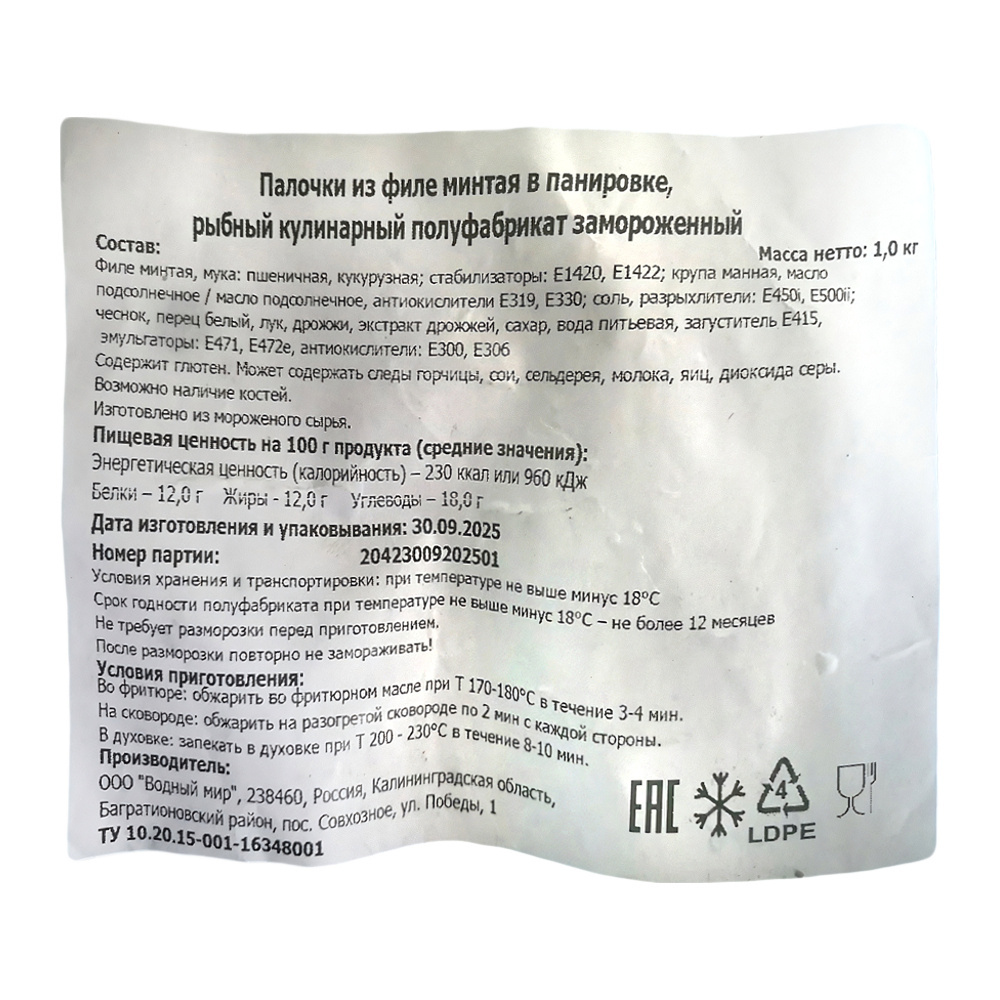 Палочки из филе минтая в панировке,
рыбный кулинарный полуфабрикат замороженный
Масса нетто: 1,0 кг
Состав:
Филе минтая, мука: пшеничная, кукурузная; стабилизаторы: Е1420, Е1422; крупа манная, масло
подсолнечное / масло подсолнечное, антиокислители Е319, Е330; соль, разрыхлители: Е450i, Е500ii;
чеснок, перец белый, лук, дрожжи, экстракт дрожжей, сахар, вода питьевая, загуститель Е415,
эмульгаторы: Е471, Е472е, антиокислители: Е300, Е306
Содержит глютен. Может содержать следы горчицы, сои, сельдерея, молока, яиц, диоксида серы.
Возможно наличие костей.
Изготовлено из мороженого сырья.
Пищевая ценность на 100 г продукта (средние значения):
Энергетическая ценность (калорийность) – 230 ккал или 960 кДж
Белки – 12,0 г Жиры - 12,0 г Углеводы – 18,0 г
Дата изготовления и упаковывания: 30.09.2025
Номер партии: 20423009202501
Условия хранения и транспортировки: при температуре не выше минус 18°С
Срок годности полуфабриката при температуре не выше минус 18°С – не более 12 месяцев
Не требует разморозки перед приготовлением.
После разморозки повторно не замораживать!
Условия приготовления:
Во фритюре: обжарить во фритюрном масле при Т 170-180°С в течение 3-4 мин.
На сковороде: обжарить на разогретой сковороде по 2 мин с каждой стороны.
В духовке: запекать в духовке при Т 200 - 230°С в течение 8-10 мин.
Производитель:
ООО "Водный мир", 238460, Россия, Калининградская область,
Багратионовский район, пос. Совхозное, ул. Победы, 1
ТУ 10.20.15-001-16348001
ЕАС
4
LDPE